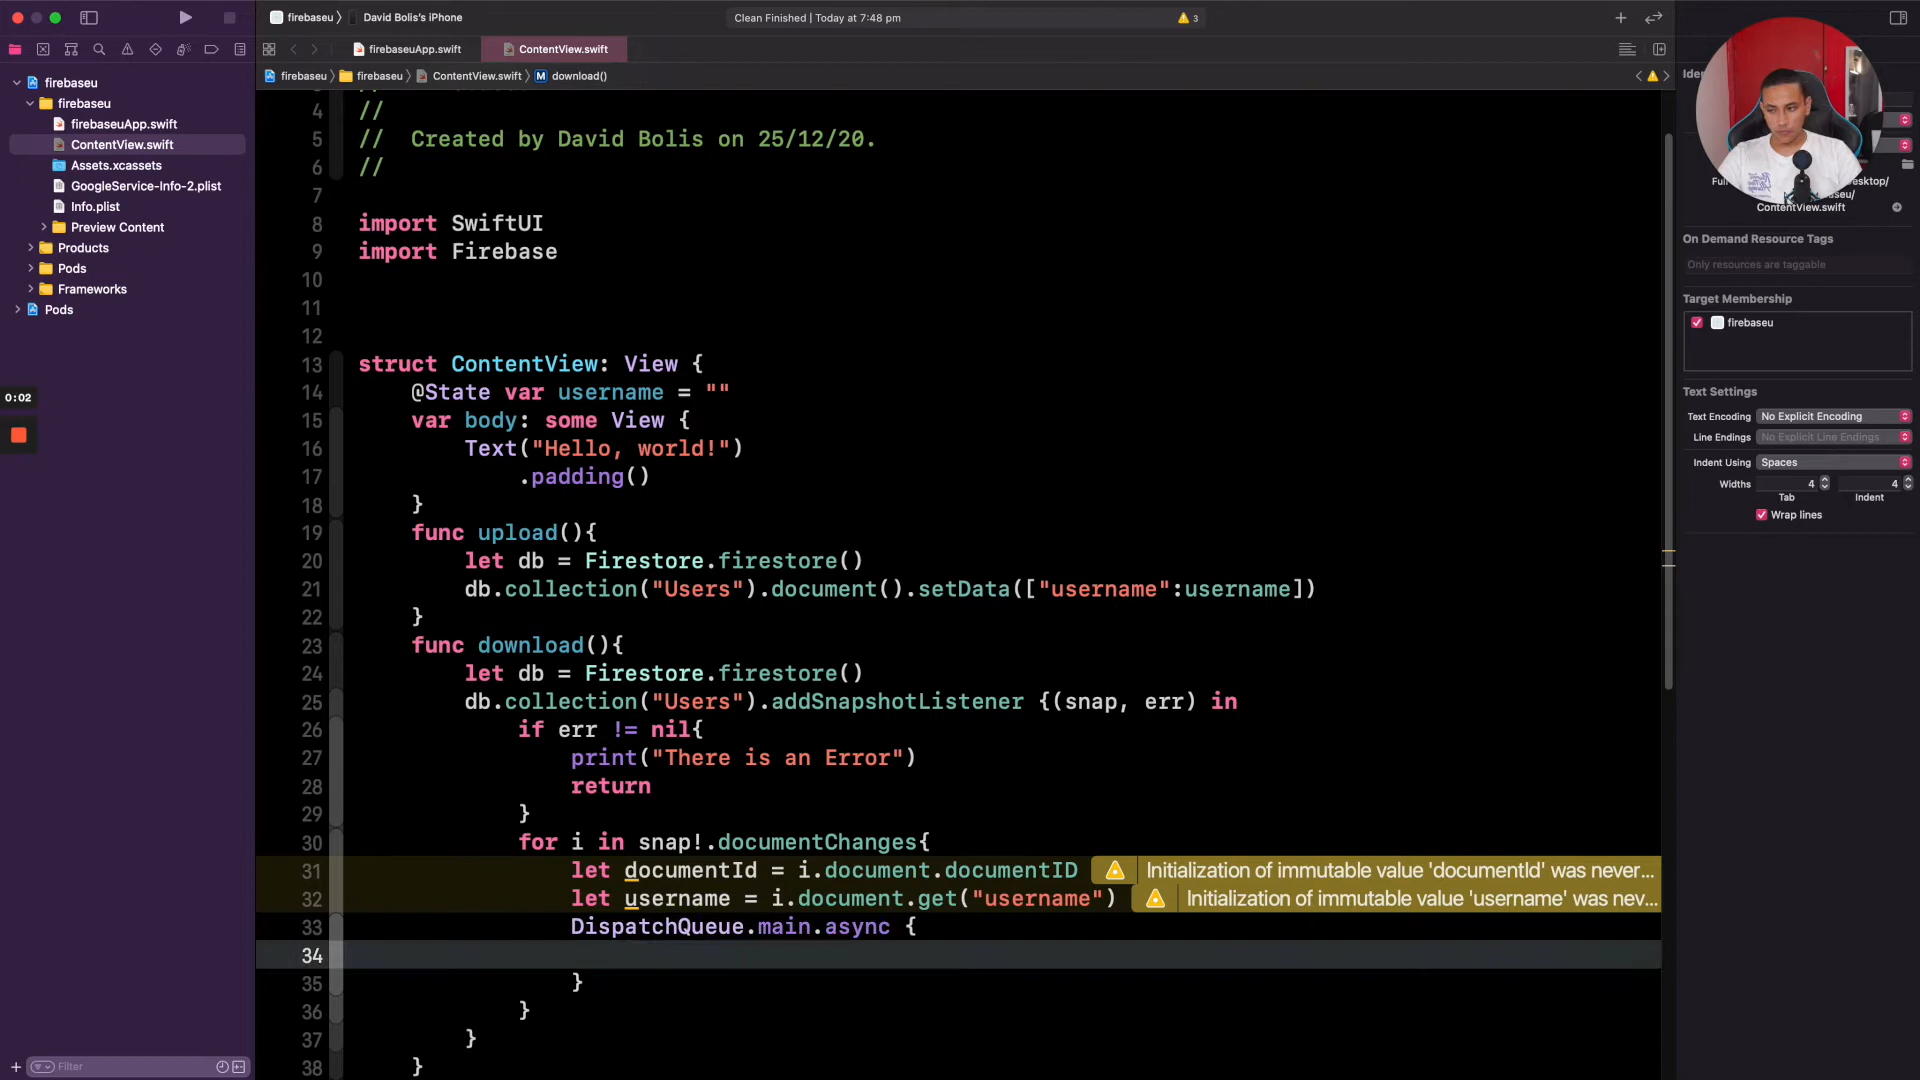 firebaseu
David Bolis's iPhone
Clean Finished | Today at 7:48 pm
3
firebaseuApp.swift
ContentView.swift
firebaseu
firebaseu
ContentView.swift
M
download()
firebaseu
firebaseu
firebaseuApp.swift
ContentView.swift
Assets.xcassets
GoogleService-Info-2.plist
Info.plist
Preview Content
Products
Pods
Frameworks
Pods
0:02
Filter
4 //
5 // Created by David Bolis on 25/12/20.
6 //
7
8 import SwiftUI
9 import Firebase
10
11
12
13 struct ContentView: View {
14 @State var username = ""
15 var body: some View {
16 Text("Hello, world!")
17 .padding()
18 }
19 func upload(){
20 let db = Firestore.firestore()
21 db.collection("Users").document().setData(["username":username])
22 }
23 func download(){
24 let db = Firestore.firestore()
25 db.collection("Users").addSnapshotListener {(snap, err) in
26 if err != nil{
27 print("There is an Error")
28 return
29 }
30 for i in snap!.documentChanges{
31 let documentId = i.document.documentID Initialization of immutable value 'documentId' was never...
32 let username = i.document.get("username") Initialization of immutable value 'username' was nev...
33 DispatchQueue.main.async {
34
35 }
36 }
37 }
38 }
ContentView.swift
On Demand Resource Tags
Only resources are taggable
Target Membership
firebaseu
Text Settings
Text Encoding No Explicit Encoding
Line Endings No Explicit Line Endings
Indent Using Spaces
Widths 4 4
Tab Indent
Wrap lines